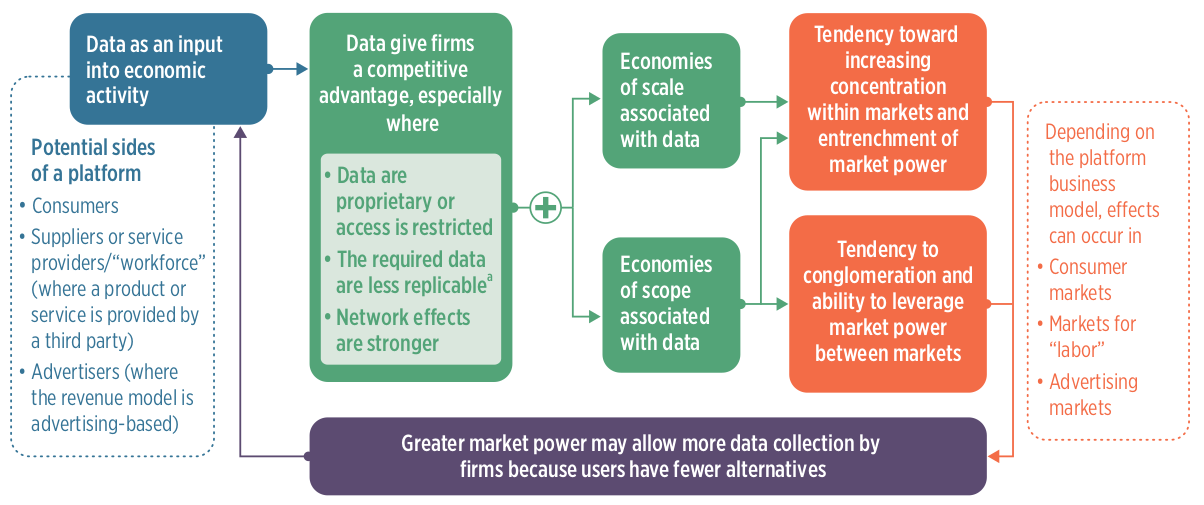 Data as an input
into economic
activity
Potential sides
of a platform
• Consumers
• Suppliers or service
providers/“workforce”
(where a product or
service is provided by
a third party)
• Advertisers (where
the revenue model is
advertising-based)
Data give firms
a competitive
advantage, especially
where
• Data are
proprietary or
access is restricted
• The required data
are less replicableᵃ
• Network effects
are stronger
Economies
of scale
associated
with data
Economies
of scope
associated
with data
Tendency toward
increasing
concentration
within markets and
entrenchment of
market power
Tendency to
conglomeration and
ability to leverage
market power
between markets
Depending on
the platform
business
model, effects
can occur in
• Consumer
markets
• Markets for
“labor”
• Advertising
markets
Greater market power may allow more data collection by
firms because users have fewer alternatives